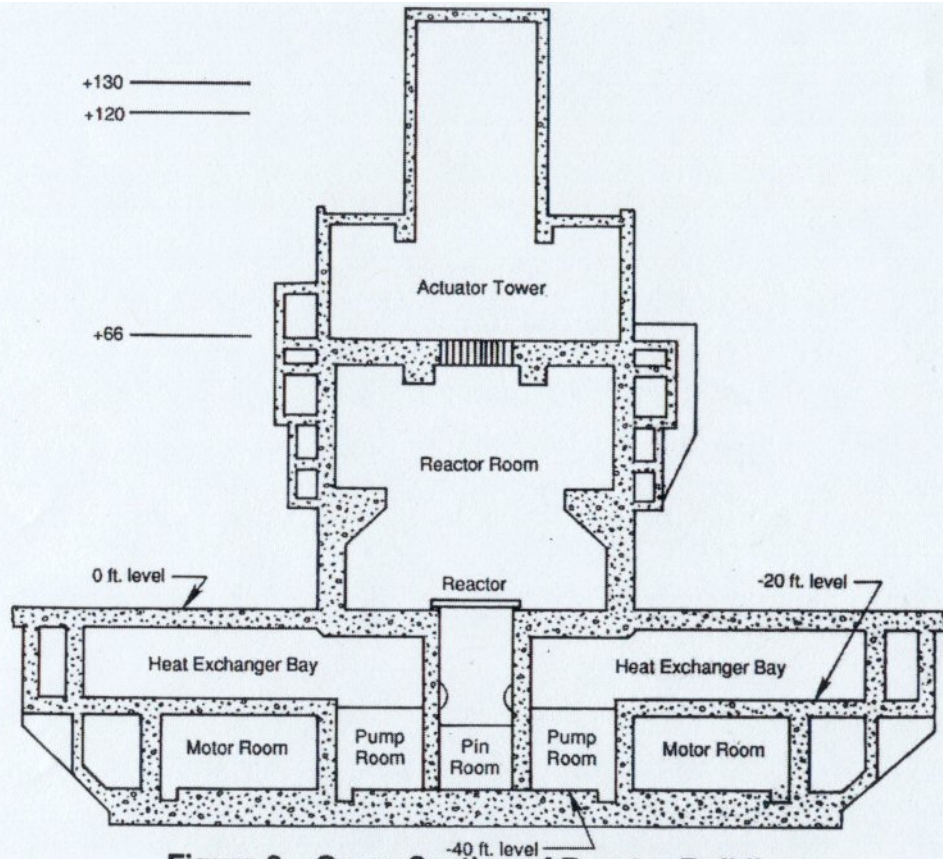 +130
+120
Actuator Tower
+66
Reactor Room
0 ft. level
Reactor
-20 ft. level
Heat Exchanger Bay
Heat Exchanger Bay
Motor Room
Pump
Room
Pin
Room
Pump
Room
Motor Room
-40 ft. level